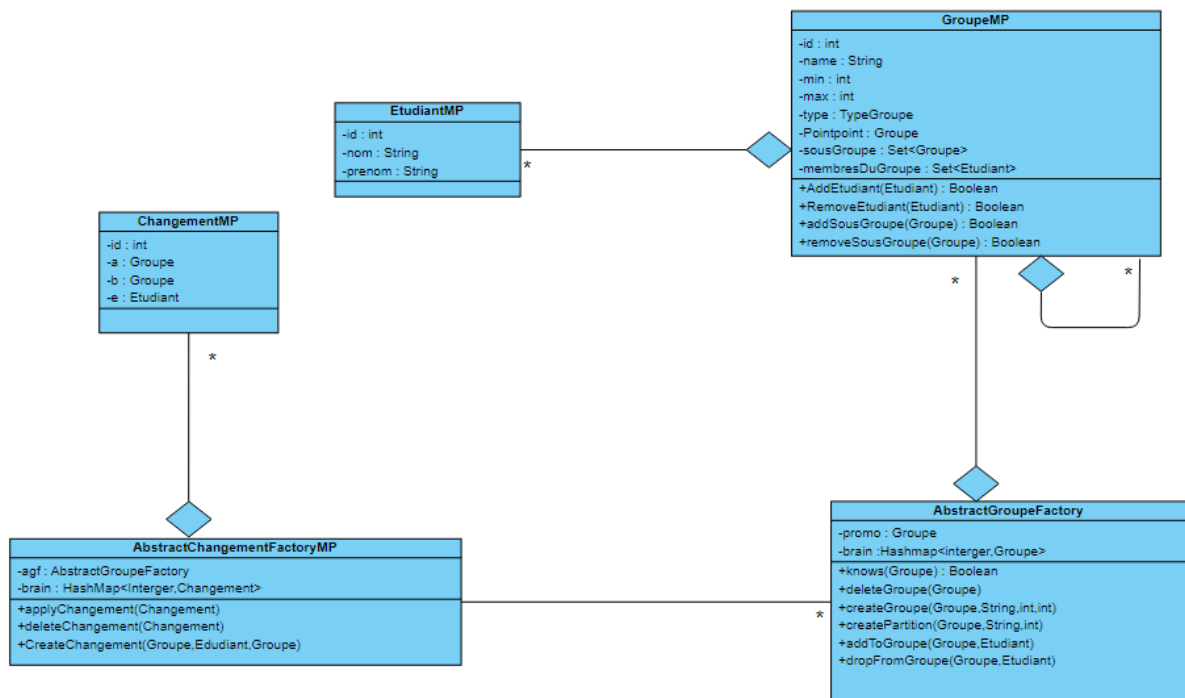 GroupeMP
-id : int
-name : String
-min : int
-max : int
-type : TypeGroupe
-Pointpoint : Groupe
-sousGroupe : Set<Groupe>
-membresDuGroupe : Set<Etudiant>
+AddEtudiant(Etudiant) : Boolean
+RemoveEtudiant(Etudiant) : Boolean
+addSousGroupe(Groupe) : Boolean
+removeSousGroupe(Groupe) : Boolean
*
*
EtudiantMP
-id : int
-nom : String
-prenom : String
*
ChangementMP
-id : int
-a : Groupe
-b : Groupe
-e : Etudiant
*
AbstractChangementFactoryMP
-agf : AbstractGroupeFactory
-brain : HashMap<Interger,Changement>
+applyChangement(Changement)
+deleteChangement(Changement)
+CreateChangement(Groupe,Edudiant,Groupe)
*
AbstractGroupeFactory
-promo : Groupe
-brain :Hashmap<interger,Groupe>
+knows(Groupe) : Boolean
+deleteGroupe(Groupe)
+createGroupe(Groupe,String,int,int)
+createPartition(Groupe,String,int)
+addToGroupe(Groupe,Etudiant)
+dropFromGroupe(Groupe,Etudiant)